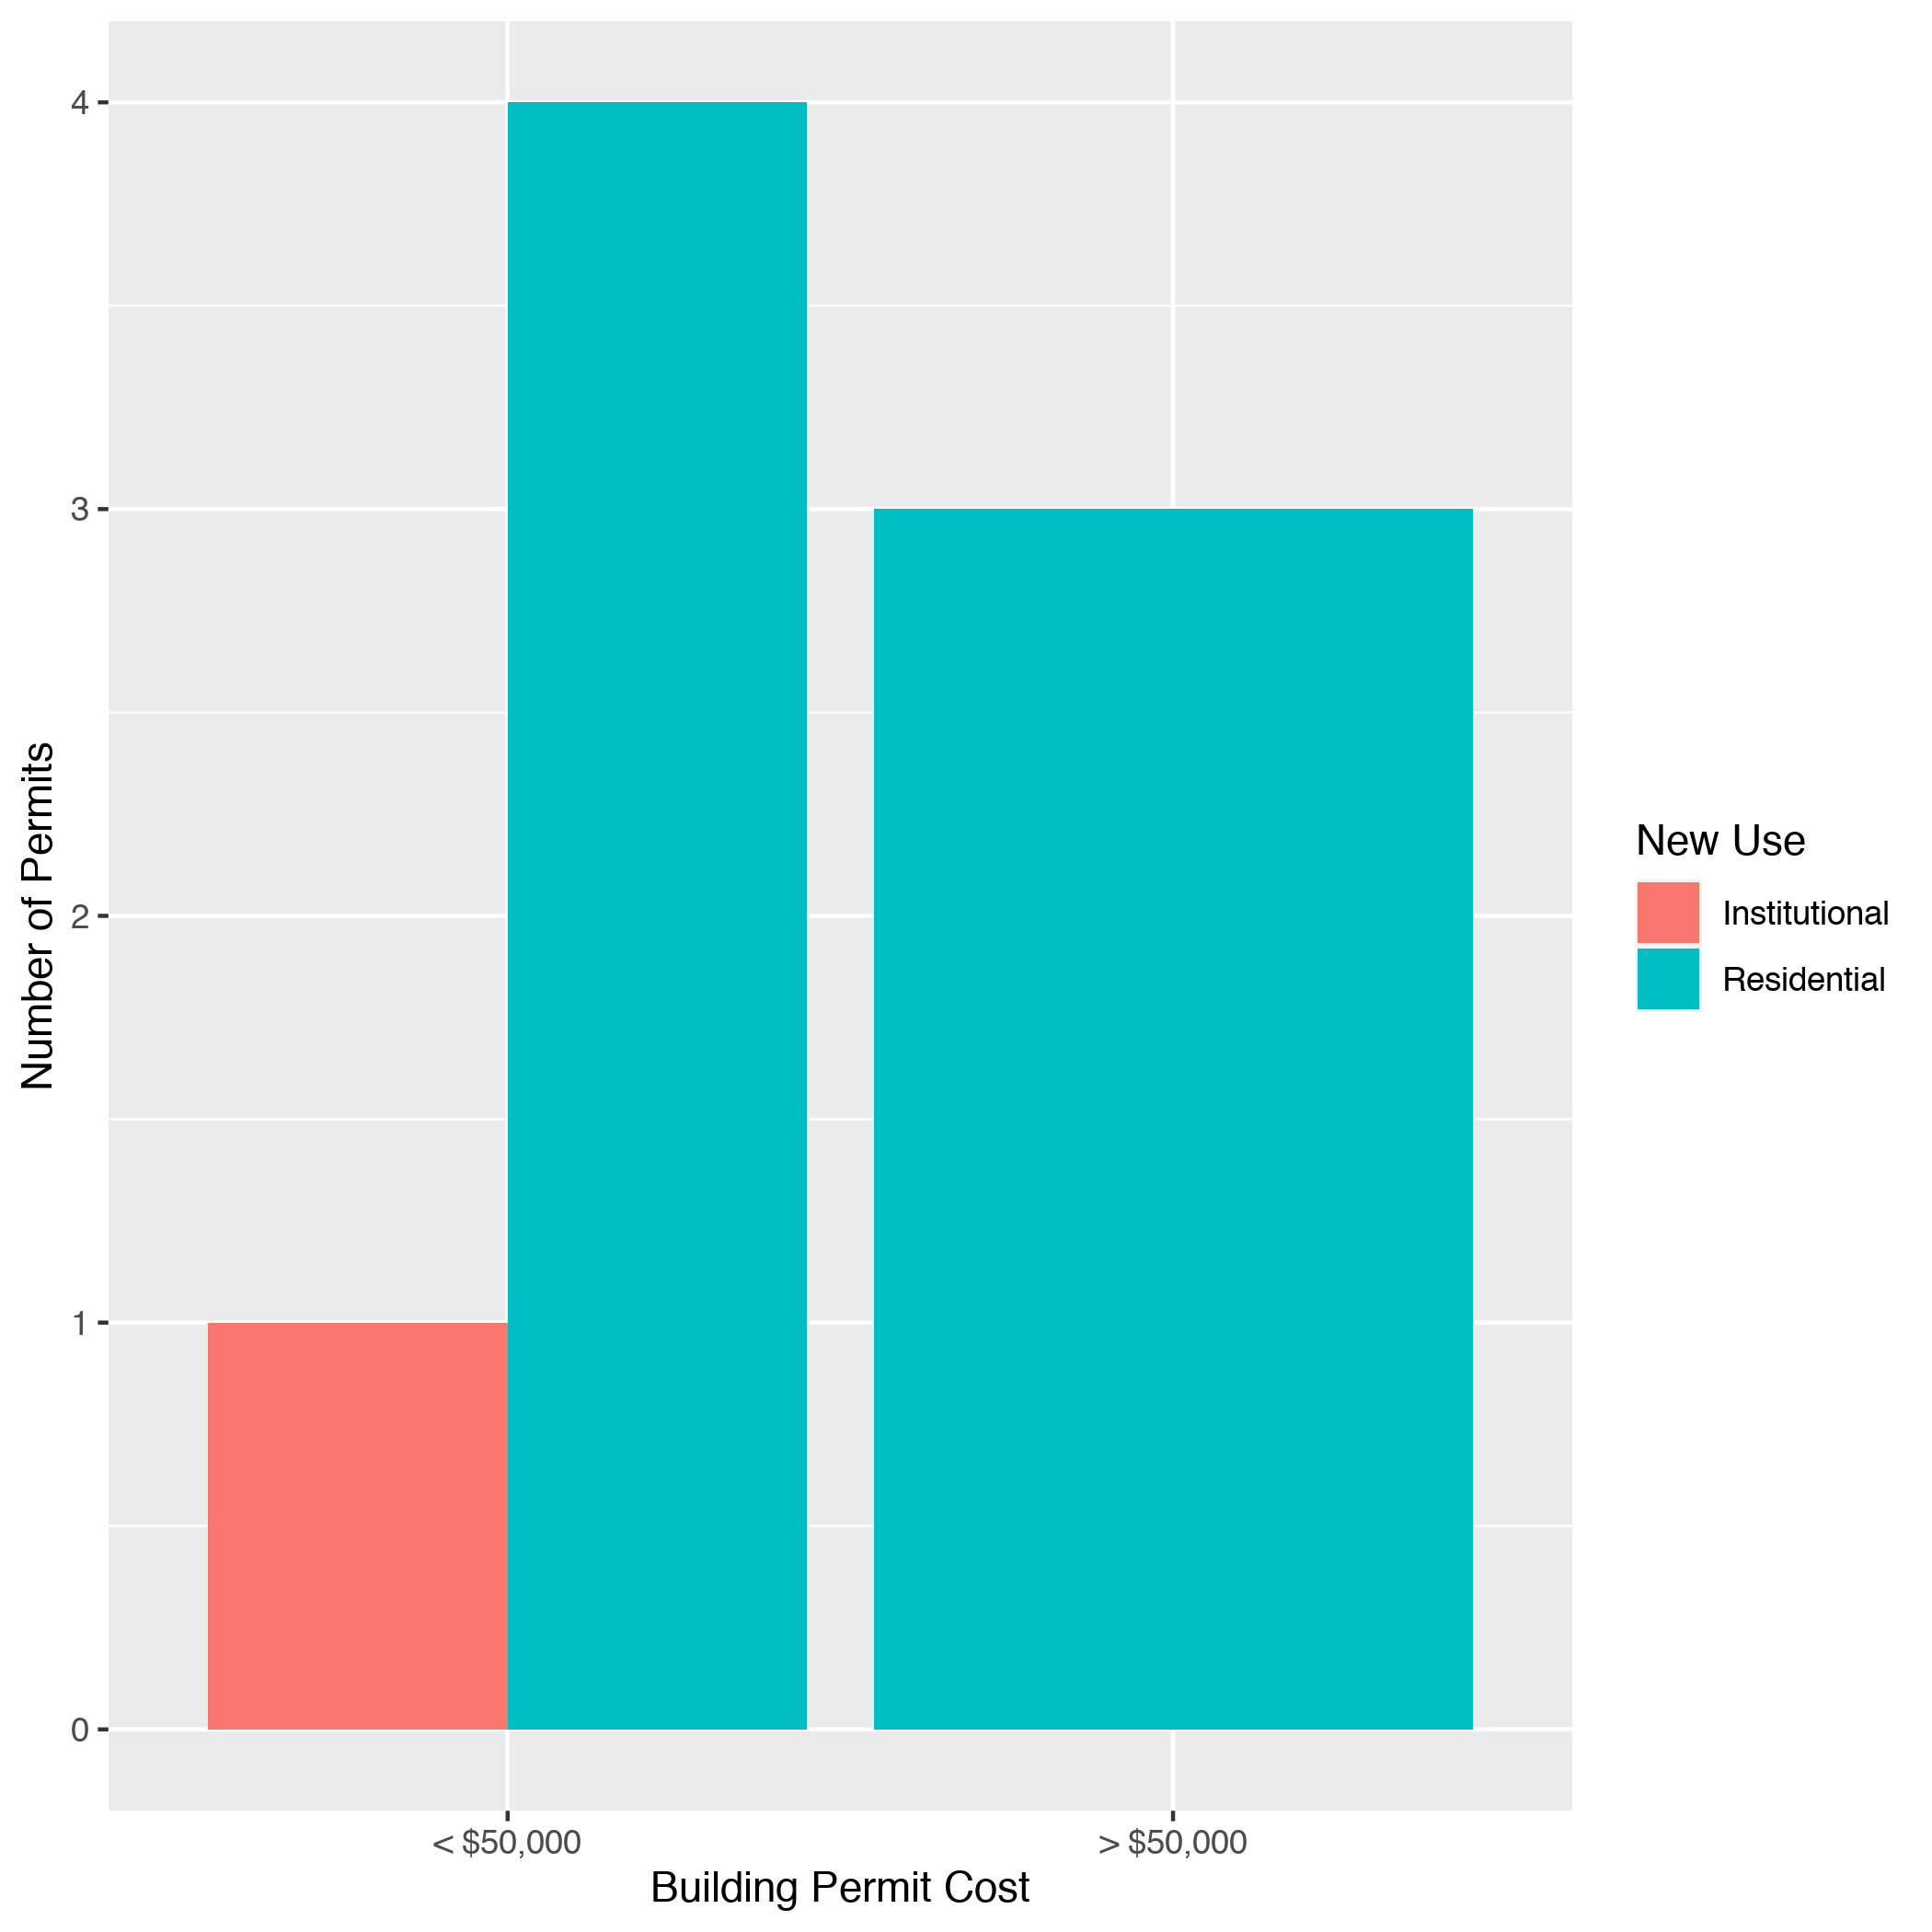 4
3
2
1
0
Number of Permits
< $50,000
> $50,000
Building Permit Cost
New Use
Institutional
Residential